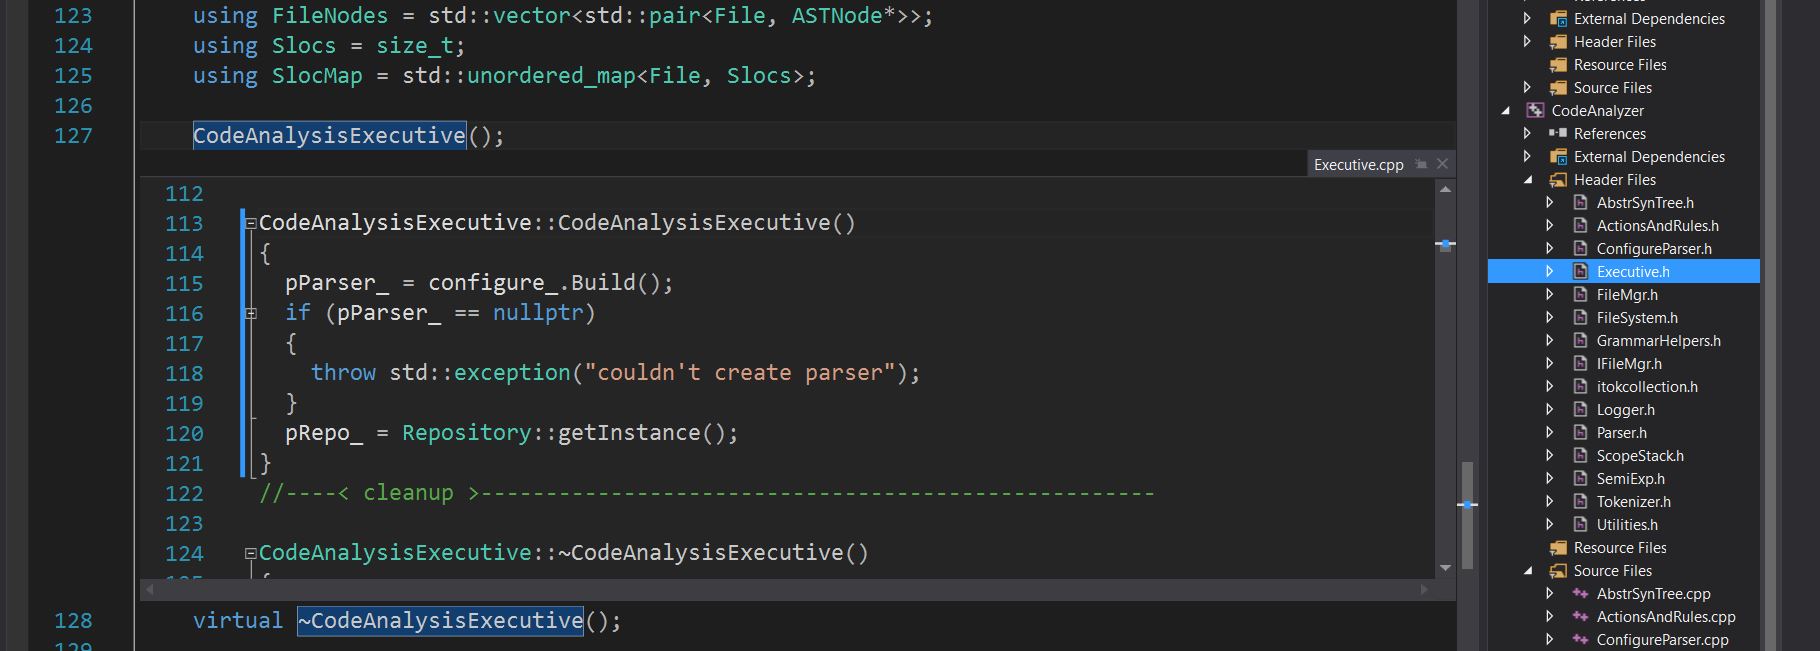 123 using FileNodes = std::vector<std::pair<File, ASTNode*>>;
124 using Slocs = size_t;
125 using SlocMap = std::unordered_map<File, Slocs>;
126
127 CodeAnalysisExecutive();
Executive.cpp
112
113 CodeAnalysisExecutive::CodeAnalysisExecutive()
114 {
115 pParser_ = configure_.Build();
116 if (pParser_ == nullptr)
117 {
118 throw std::exception("couldn't create parser");
119 }
120 pRepo_ = Repository::getInstance();
121 }
122 //----< cleanup >----------------------------------------------------
123
124 CodeAnalysisExecutive::~CodeAnalysisExecutive()
128 virtual ~CodeAnalysisExecutive();
External Dependencies
Header Files
Resource Files
Source Files
CodeAnalyzer
References
External Dependencies
Header Files
AbstrSynTree.h
ActionsAndRules.h
ConfigureParser.h
Executive.h
FileMgr.h
FileSystem.h
GrammarHelpers.h
IFileMgr.h
itokcollection.h
Logger.h
Parser.h
ScopeStack.h
SemiExp.h
Tokenizer.h
Utilities.h
Resource Files
Source Files
AbstrSynTree.cpp
ActionsAndRules.cpp
ConfigureParser.cpp